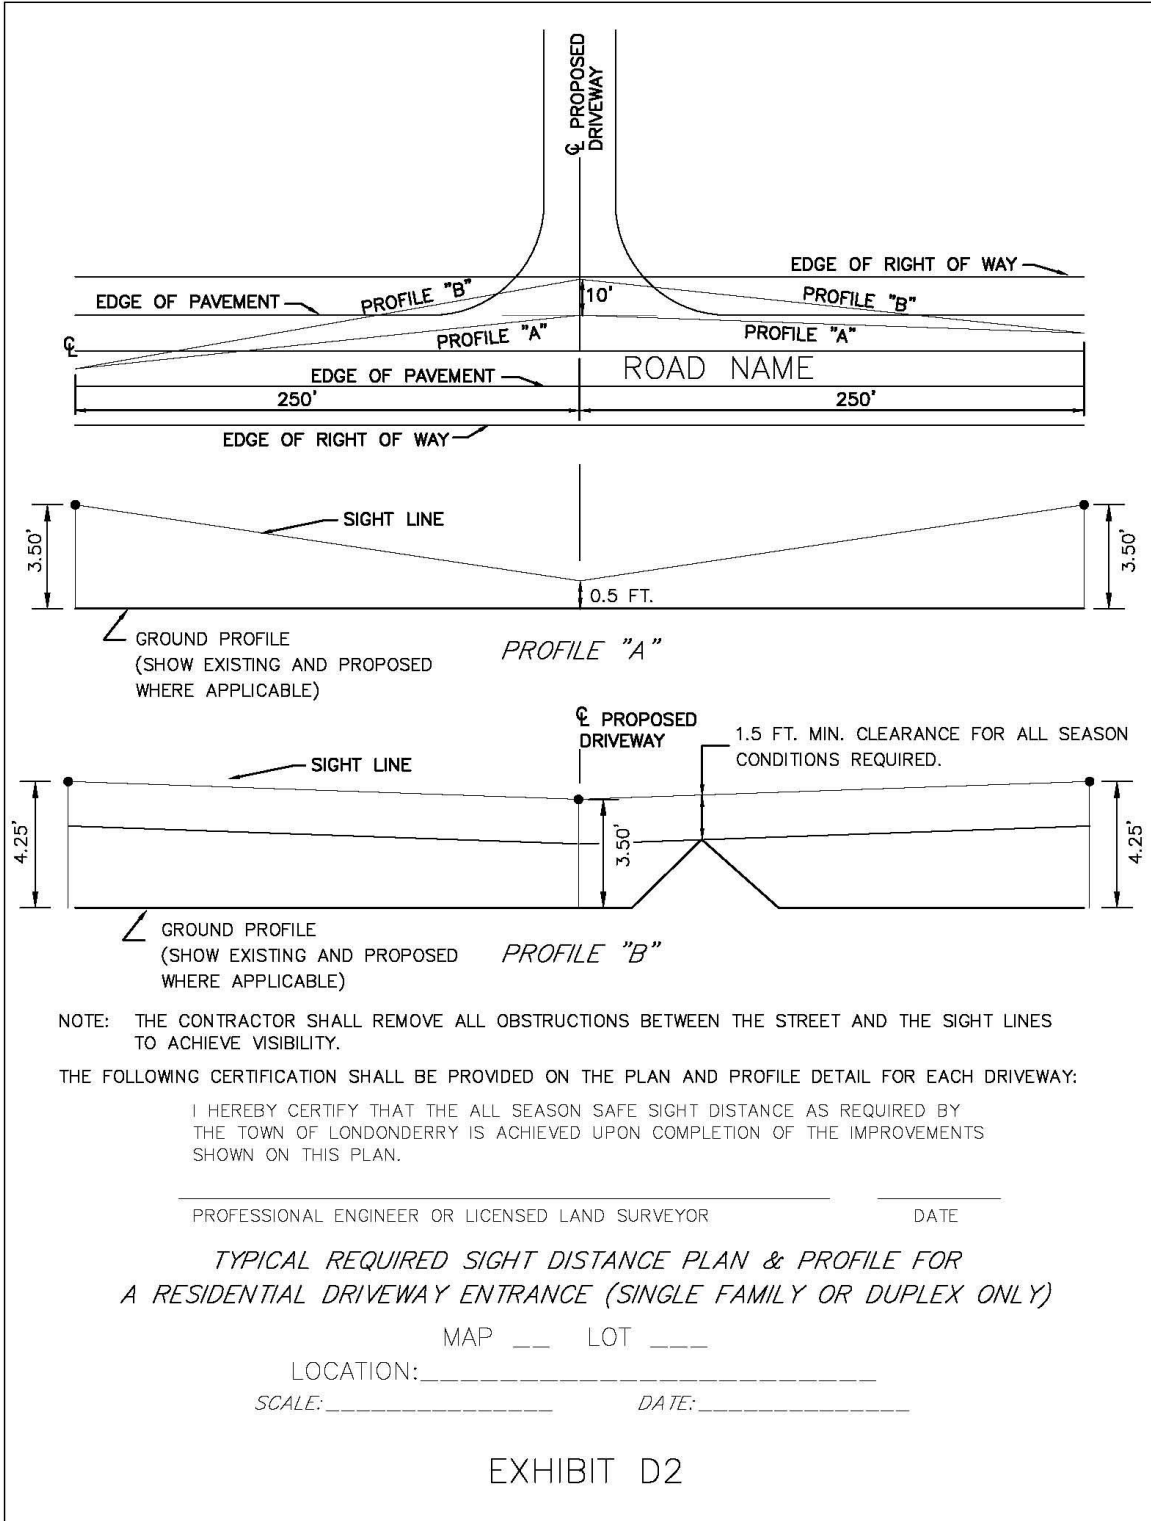 ℄ PROPOSED
DRIVEWAY
EDGE OF RIGHT OF WAY
EDGE OF PAVEMENT
PROFILE "B"
10'
PROFILE "B"
PROFILE "A"
PROFILE "A"
℄
ROAD NAME
EDGE OF PAVEMENT
250'
250'
EDGE OF RIGHT OF WAY
SIGHT LINE
3.50'
3.50'
0.5 FT.
GROUND PROFILE
(SHOW EXISTING AND PROPOSED
WHERE APPLICABLE)
PROFILE "A"
℄ PROPOSED
DRIVEWAY
1.5 FT. MIN. CLEARANCE FOR ALL SEASON
CONDITIONS REQUIRED.
SIGHT LINE
4.25'
3.50'
4.25'
GROUND PROFILE
(SHOW EXISTING AND PROPOSED
WHERE APPLICABLE)
PROFILE "B"
NOTE: THE CONTRACTOR SHALL REMOVE ALL OBSTRUCTIONS BETWEEN THE STREET AND THE SIGHT LINES
TO ACHIEVE VISIBILITY.
THE FOLLOWING CERTIFICATION SHALL BE PROVIDED ON THE PLAN AND PROFILE DETAIL FOR EACH DRIVEWAY:
I HEREBY CERTIFY THAT THE ALL SEASON SAFE SIGHT DISTANCE AS REQUIRED BY
THE TOWN OF LONDONDERRY IS ACHIEVED UPON COMPLETION OF THE IMPROVEMENTS
SHOWN ON THIS PLAN.
PROFESSIONAL ENGINEER OR LICENSED LAND SURVEYOR DATE
TYPICAL REQUIRED SIGHT DISTANCE PLAN & PROFILE FOR
A RESIDENTIAL DRIVEWAY ENTRANCE (SINGLE FAMILY OR DUPLEX ONLY)
MAP __ LOT ___
LOCATION:________________________
SCALE:_______________ DATE:______________
EXHIBIT D2